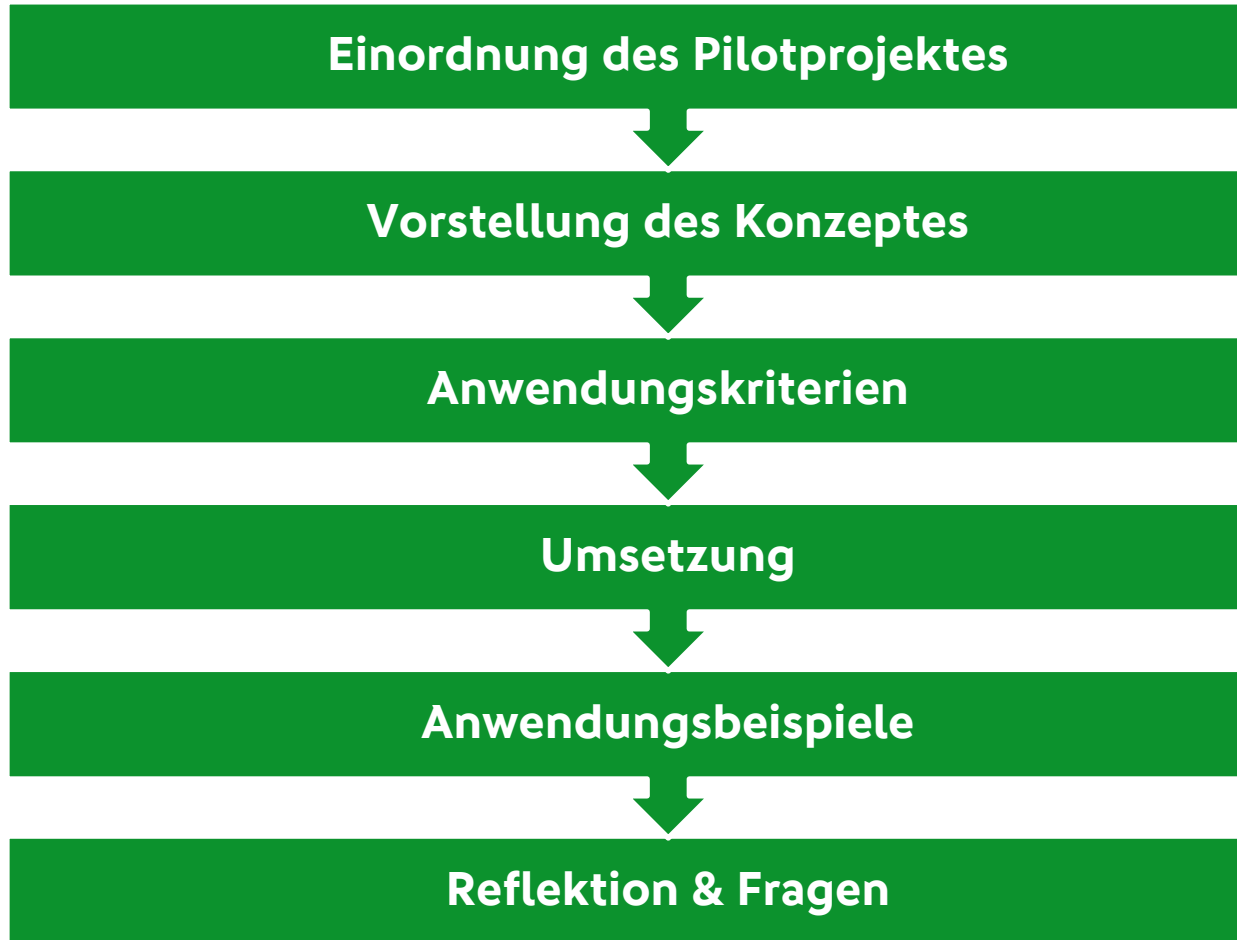 Einordnung des Pilotprojektes
Vorstellung des Konzeptes
Anwendungskriterien
Umsetzung
Anwendungsbeispiele
Reflektion & Fragen